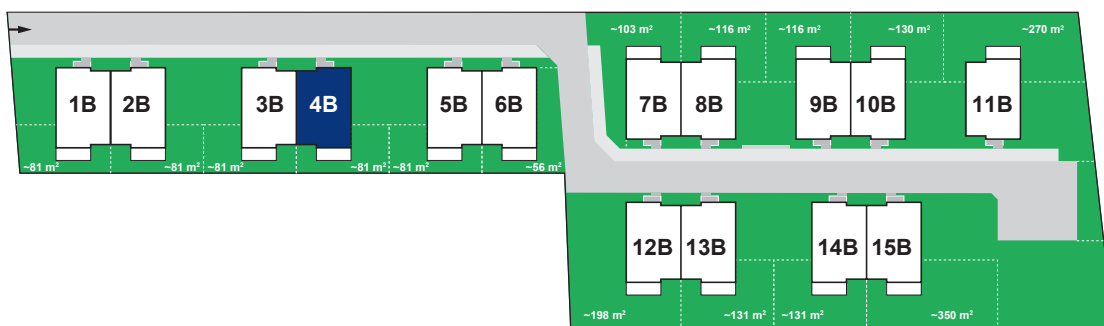 ~103 m²
~116 m²
~116 m²
~130 m²
~270 m²
1B
2B
3B
4B
5B
6B
7B
8B
9B
10B
11B
~81 m²
~81 m²
~81 m²
~81 m²
~81 m²
~56 m²
12B
13B
14B
15B
~198 m²
~131 m²
~131 m²
~350 m²